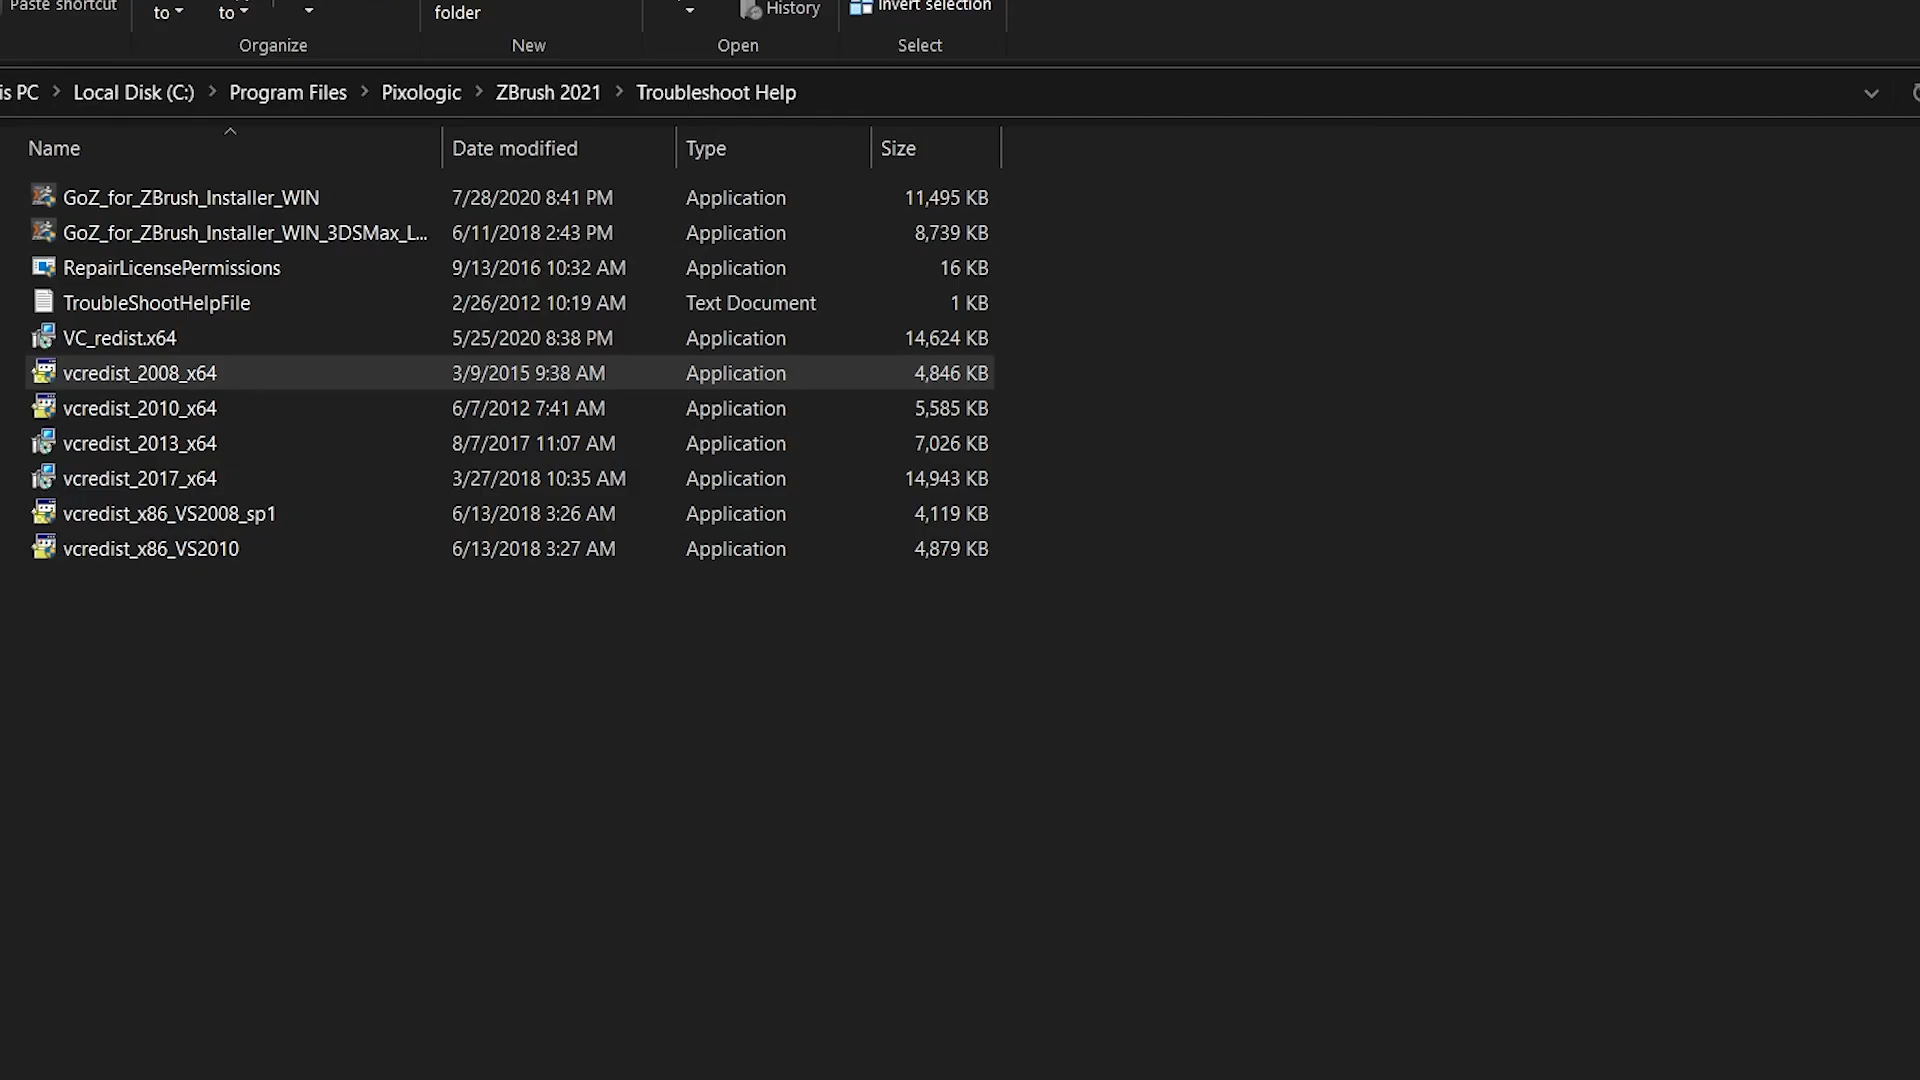 Paste shortcut
to
to
folder
History
Invert selection
Organize
New
Open
Select
is PC > Local Disk (C:) > Program Files > Pixologic > ZBrush 2021 > Troubleshoot Help
Name Date modified Type Size
GoZ_for_ZBrush_Installer_WIN 7/28/2020 8:41 PM Application 11,495 KB
GoZ_for_ZBrush_Installer_WIN_3DSMax_L... 6/11/2018 2:43 PM Application 8,739 KB
RepairLicensePermissions 9/13/2016 10:32 AM Application 16 KB
TroubleShootHelpFile 2/26/2012 10:19 AM Text Document 1 KB
VC_redist.x64 5/25/2020 8:38 PM Application 14,624 KB
vcredist_2008_x64 3/9/2015 9:38 AM Application 4,846 KB
vcredist_2010_x64 6/7/2012 7:41 AM Application 5,585 KB
vcredist_2013_x64 8/7/2017 11:07 AM Application 7,026 KB
vcredist_2017_x64 3/27/2018 10:35 AM Application 14,943 KB
vcredist_x86_VS2008_sp1 6/13/2018 3:26 AM Application 4,119 KB
vcredist_x86_VS2010 6/13/2018 3:27 AM Application 4,879 KB